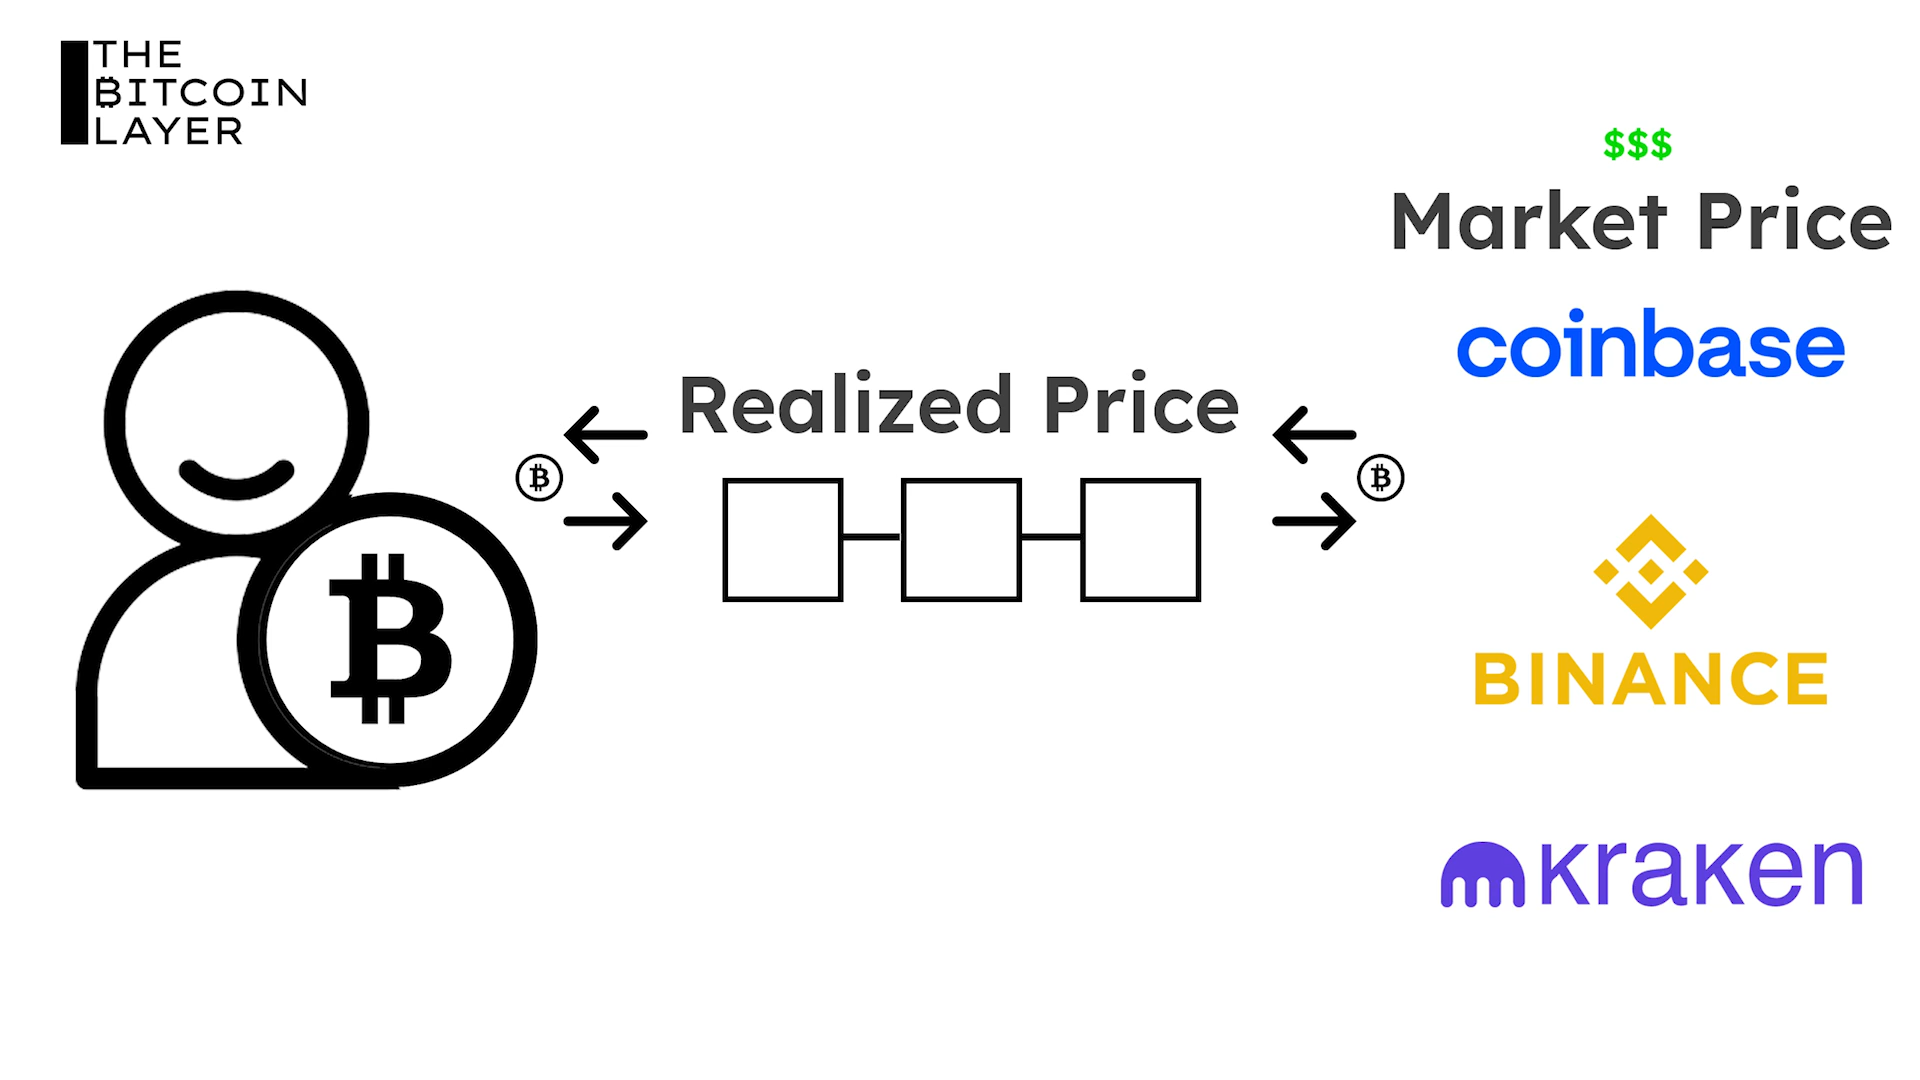 THE
BITCOIN
LAYER
$$$
Market Price
coinbase
Realized Price
BINANCE
kraken